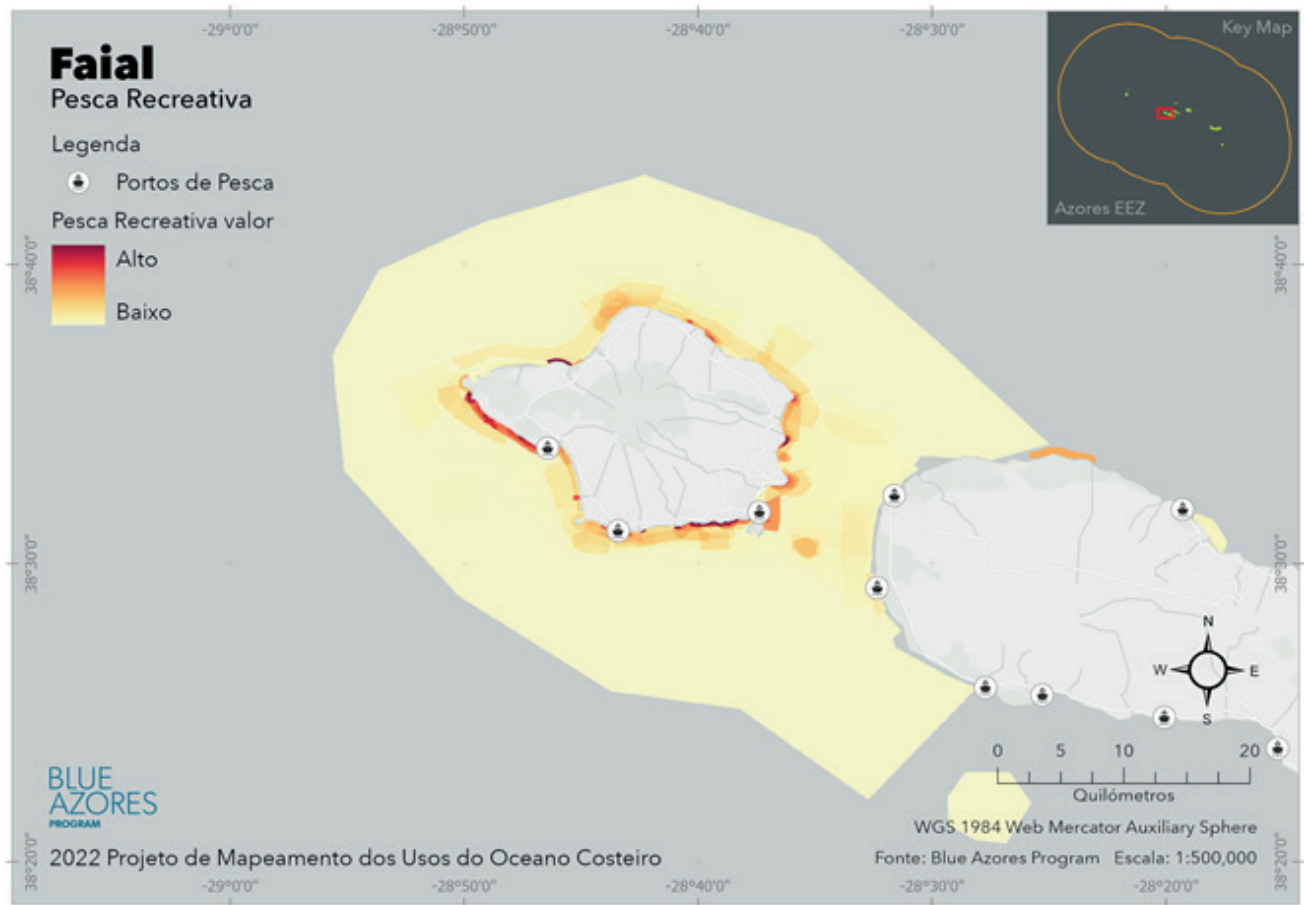 -29°0'0"
-28°50'0"
-28°40'0"
-28°30'0"
Key Map
Azores EEZ
Faial
Pesca Recreativa
Legenda
Portos de Pesca
Pesca Recreativa valor
Alto
Baixo
38°40'0"
38°40'0"
38°30'0"
38°30'0"
N
W
E
S
0 5 10 20
Quilómetros
BLUE
AZORES
PROGRAM
WGS 1984 Web Mercator Auxiliary Sphere
2022 Projeto de Mapeamento dos Usos do Oceano Costeiro
Fonte: Blue Azores Program Escala: 1:500,000
38°20'0"
38°20'0"
-29°0'0"
-28°50'0"
-28°40'0"
-28°30'0"
-28°20'0"